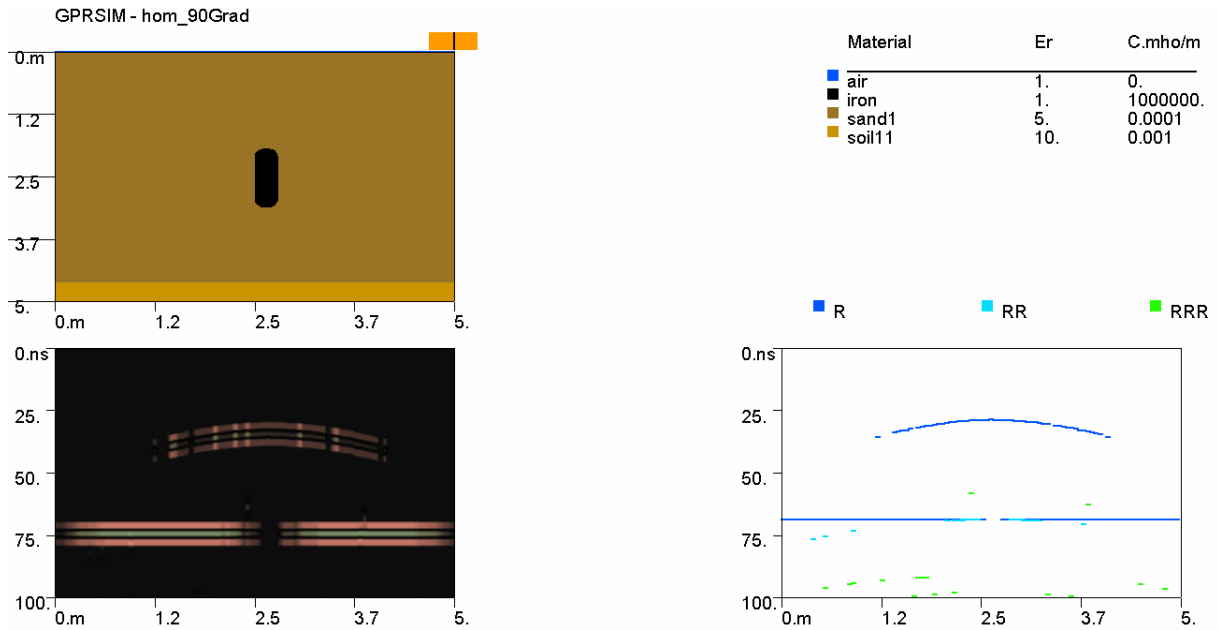 GPRSIM - hom_90Grad
0.m
1.2
2.5
3.7
5.
0.m 1.2 2.5 3.7 5.
Material Er C.mho/m
air 1. 0.
iron 1. 1000000.
sand1 5. 0.0001
soil11 10. 0.001
R RR RRR
0.ns
25.
50.
75.
100.
0.m 1.2 2.5 3.7 5.
0.ns
25.
50.
75.
100.
0.m 1.2 2.5 3.7 5.